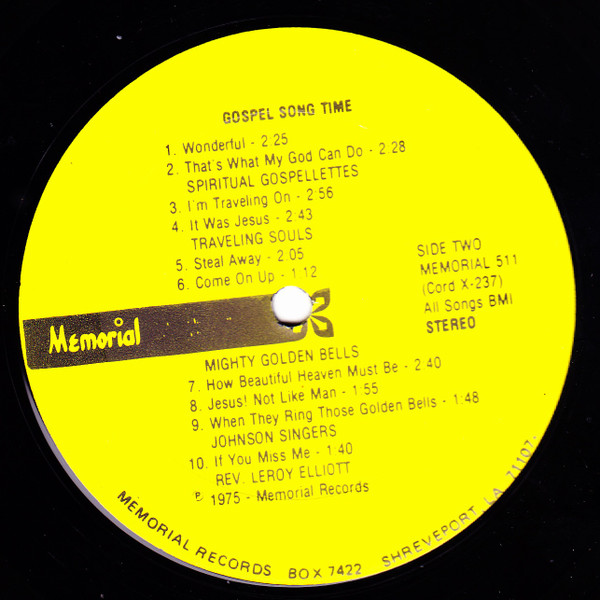 GOSPEL SONG TIME
1. Wonderful - 2:25
2. That's What My God Can Do - 2:28
SPIRITUAL GOSPELLETTES
3. I'm Traveling On - 2:56
4. It Was Jesus - 2:43
TRAVELING SOULS
5. Steal Away - 2:05
6. Come On Up - 1:12
SIDE TWO
MEMORIAL 511
(Cord X-237)
All Songs BMI
STEREO
Memorial
MIGHTY GOLDEN BELLS
7. How Beautiful Heaven Must Be - 2:40
8. Jesus! Not Like Man - 1:55
9. When They Ring Those Golden Bells - 1:48
JOHNSON SINGERS
10. If You Miss Me - 1:40
REV. LEROY ELLIOTT
℗ 1975 - Memorial Records
MEMORIAL RECORDS BOX 7422 SHREVEPORT, LA. 71107